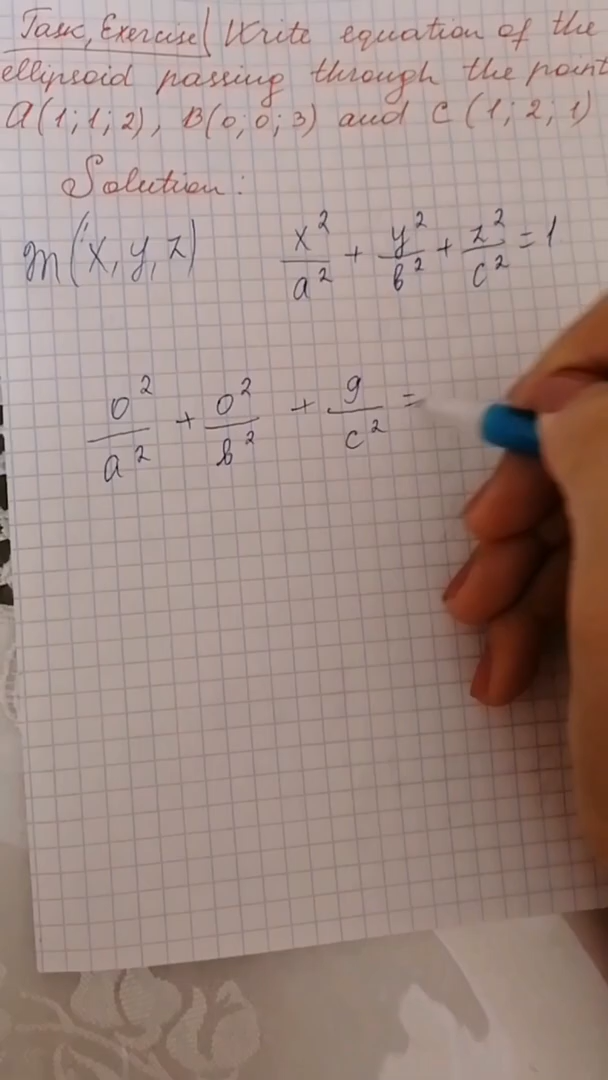 Task, Exercise| Write equation of the
ellipsoid passing through the point
A(1;1;2), B(0;0;3) and C(1;2;1)
Solution:
M(x,y,z) x²/a² + y²/b² + z²/c² = 1
0²/a² + 0²/b² + 9/c² =